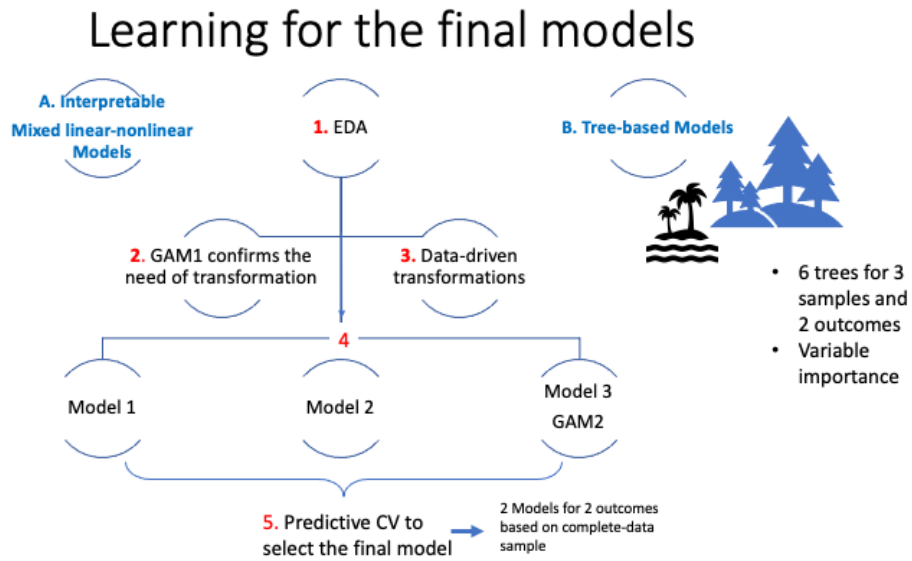 Learning for the final models
A. Interpretable
Mixed linear-nonlinear
Models
1. EDA
B. Tree-based Models
2. GAM1 confirms the
need of transformation
3. Data-driven
transformations
• 6 trees for 3
samples and
2 outcomes
• Variable
importance
4
Model 1
Model 2
Model 3
GAM2
5. Predictive CV to
select the final model
2 Models for 2 outcomes
based on complete-data
sample